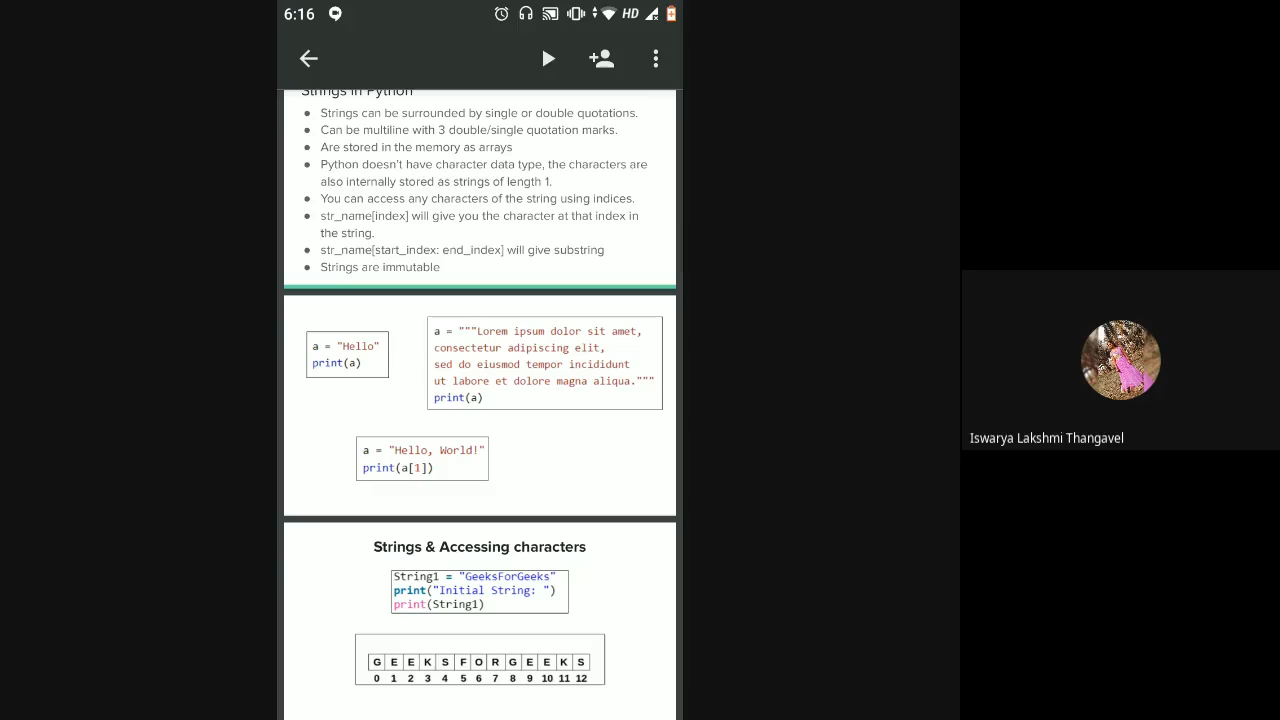 6:16
HD
Strings in Python
● Strings can be surrounded by single or double quotations.
● Can be multiline with 3 double/single quotation marks.
● Are stored in the memory as arrays
● Python doesn't have character data type, the characters are
also internally stored as strings of length 1.
● You can access any characters of the string using indices.
● str_name[index] will give you the character at that index in
the string.
● str_name[start_index: end_index] will give substring
● Strings are immutable
a = "Hello"
print(a)
a = """Lorem ipsum dolor sit amet,
consectetur adipiscing elit,
sed do eiusmod tempor incididunt
ut labore et dolore magna aliqua."""
print(a)
a = "Hello, World!"
print(a[1])
Iswarya Lakshmi Thangavel
Strings & Accessing characters
String1 = "GeeksForGeeks"
print("Initial String: ")
print(String1)
G E E K S F O R G E E K S
0 1 2 3 4 5 6 7 8 9 10 11 12